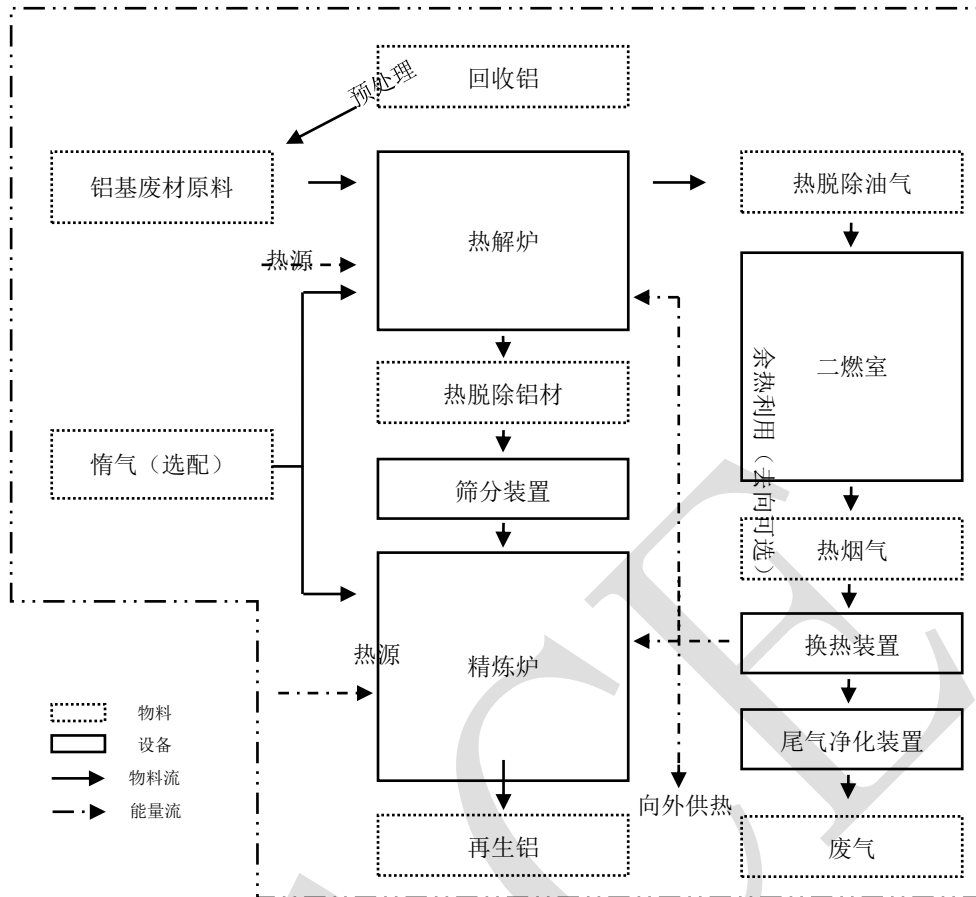 回收铝
预处理
铝基废材原料
热解炉
热脱除油气
热源
二燃室
余热利用（去向可选）
热脱除铝材
惰气（选配）
筛分装置
热烟气
热源
精炼炉
换热装置
物料
设备
尾气净化装置
物料流
能量流
向外供热
再生铝
废气
CE